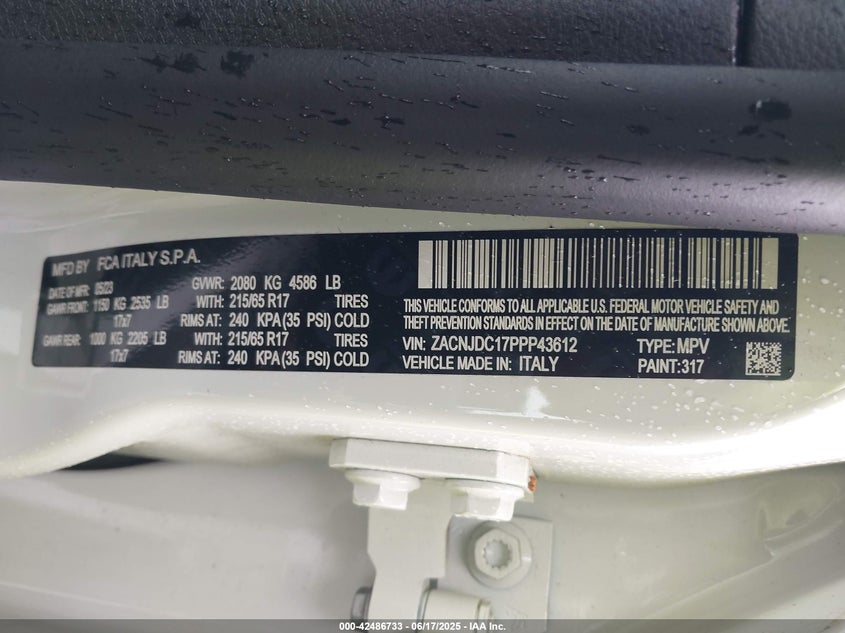 MFD BY FCA ITALY S.P.A.
DATE OF MFR 05/23 GVWR: 2080 KG 4586 LB
GAWR FRONT: 1150 KG 2535 LB WITH: 215/65 R17 TIRES
17x7 RIMS AT: 240 KPA (35 PSI) COLD
GAWR REAR: 1000 KG 2205 LB WITH: 215/65 R17 TIRES
17x7 RIMS AT: 240 KPA (35 PSI) COLD
THIS VEHICLE CONFORMS TO ALL APPLICABLE U.S. FEDERAL MOTOR VEHICLE SAFETY AND
THEFT PREVENTION STANDARDS IN EFFECT ON THE DATE OF MANUFACTURE SHOWN ABOVE.
VIN: ZACNJDC17PPP43612 TYPE: MPV
VEHICLE MADE IN: ITALY PAINT: 317
000-42486733 - 06/17/2025 - IAA Inc.